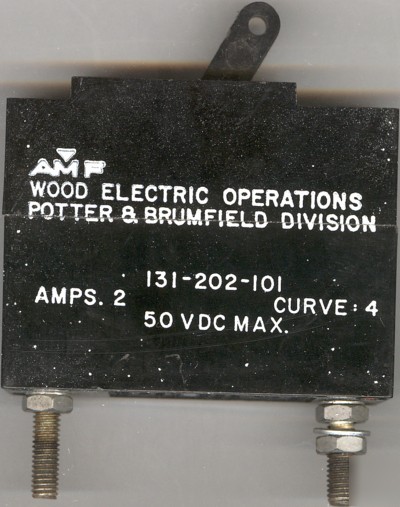 AMF
WOOD ELECTRIC OPERATIONS
POTTER & BRUMFIELD DIVISION
131-202-101
AMPS. 2
CURVE: 4
50 VDC MAX.